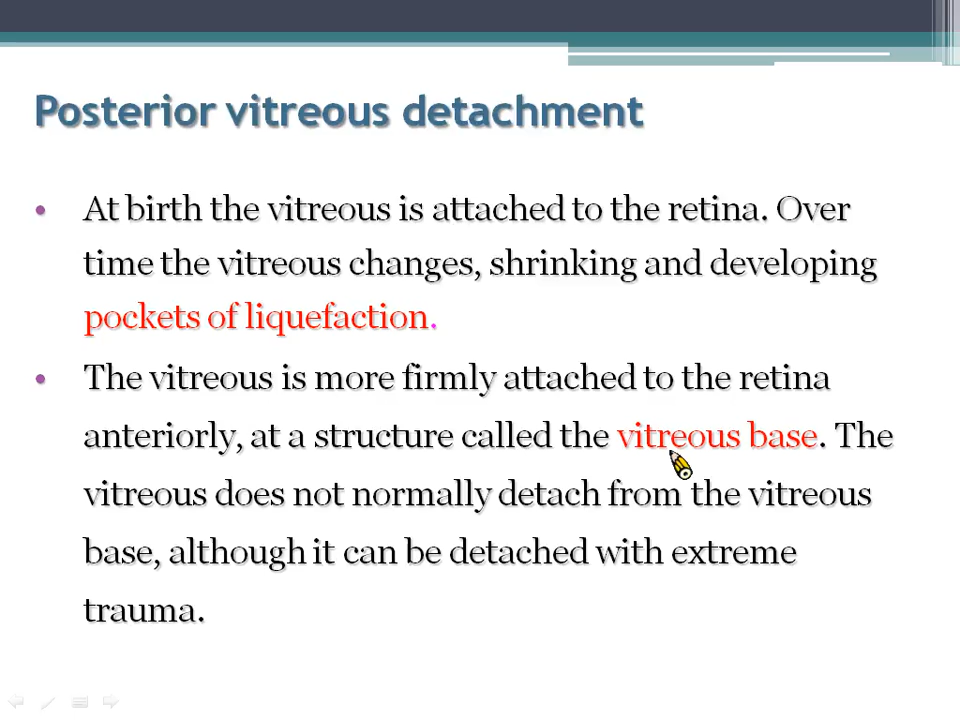 Posterior vitreous detachment
• At birth the vitreous is attached to the retina. Over
time the vitreous changes, shrinking and developing
pockets of liquefaction.
• The vitreous is more firmly attached to the retina
anteriorly, at a structure called the vitreous base. The
vitreous does not normally detach from the vitreous
base, although it can be detached with extreme
trauma.